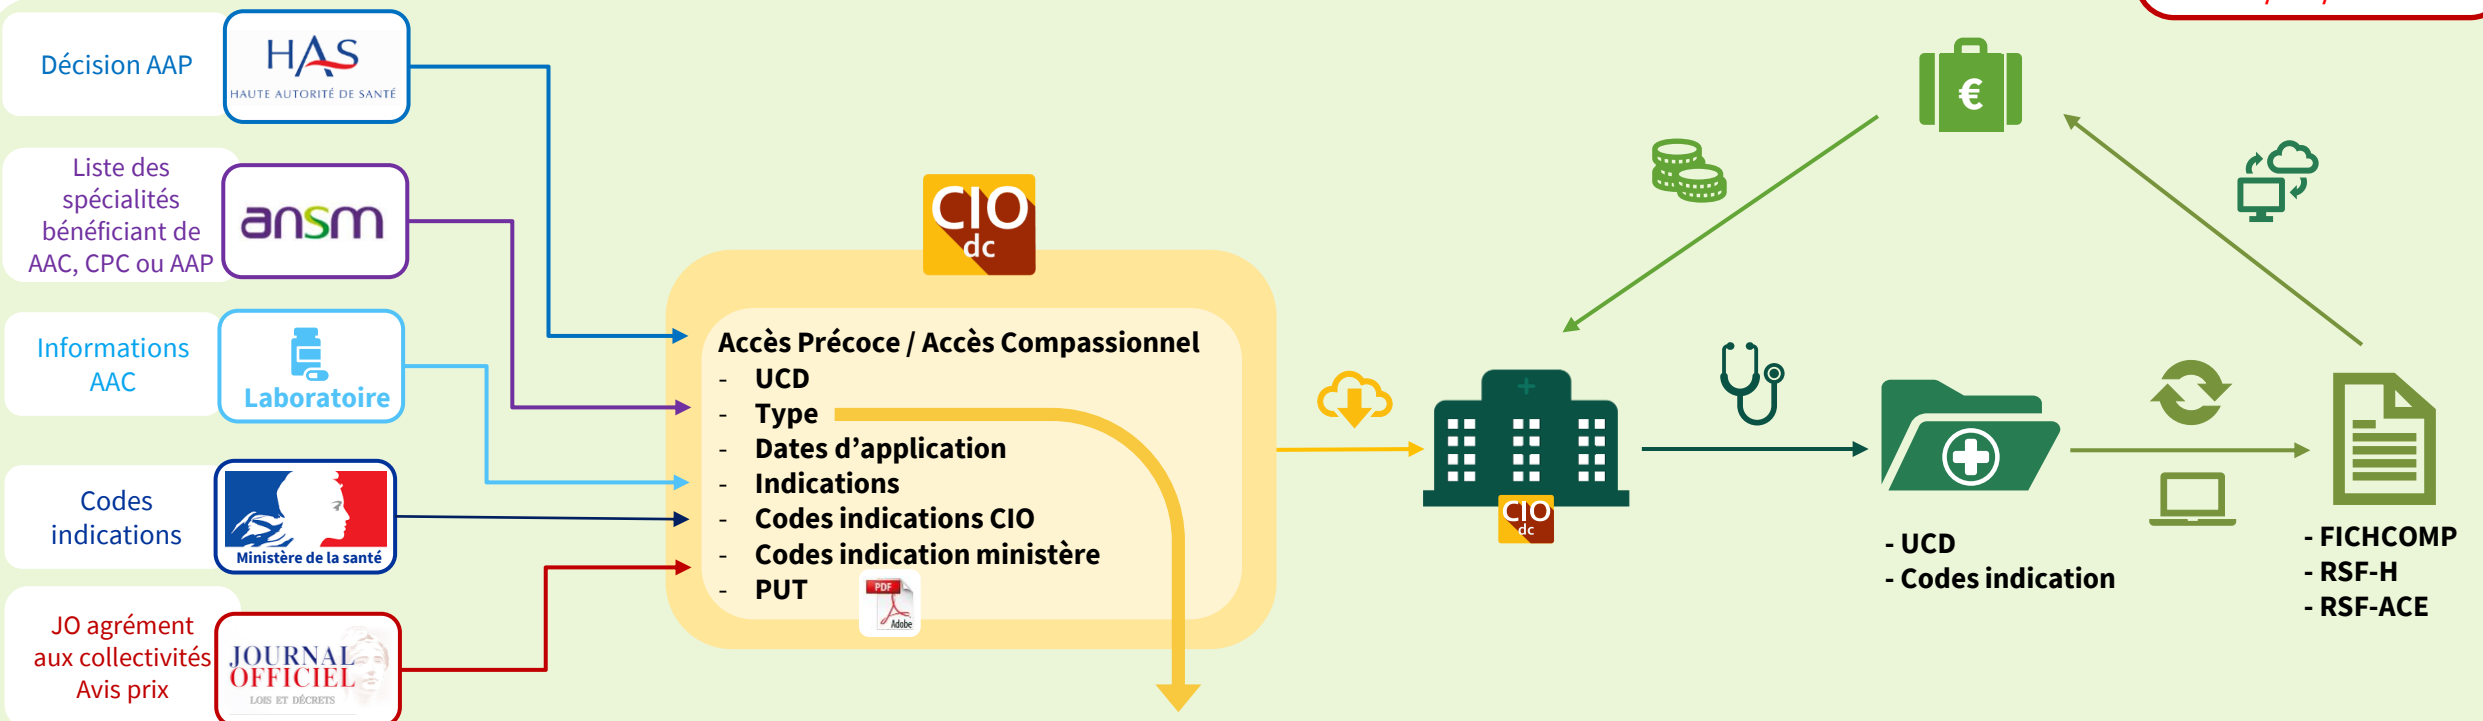 Décision AAP
HAS
HAUTE AUTORITÉ DE SANTÉ
Liste des
spécialités
bénéficiant de
AAC, CPC ou AAP
ansm
Informations
AAC
Laboratoire
Codes
indications
Ministère de la santé
JO agrément
aux collectivités
Avis prix
JOURNAL
OFFICIEL
LOIS ET DÉCRETS
CIO
dc
Accès Précoce / Accès Compassionnel
- UCD
- Type
- Dates d'application
- Indications
- Codes indications CIO
- Codes indication ministère
- PUT
PDF
Adobe
€
CIO
dc
- UCD
- Codes indication
- FICHCOMP
- RSF-H
- RSF-ACE